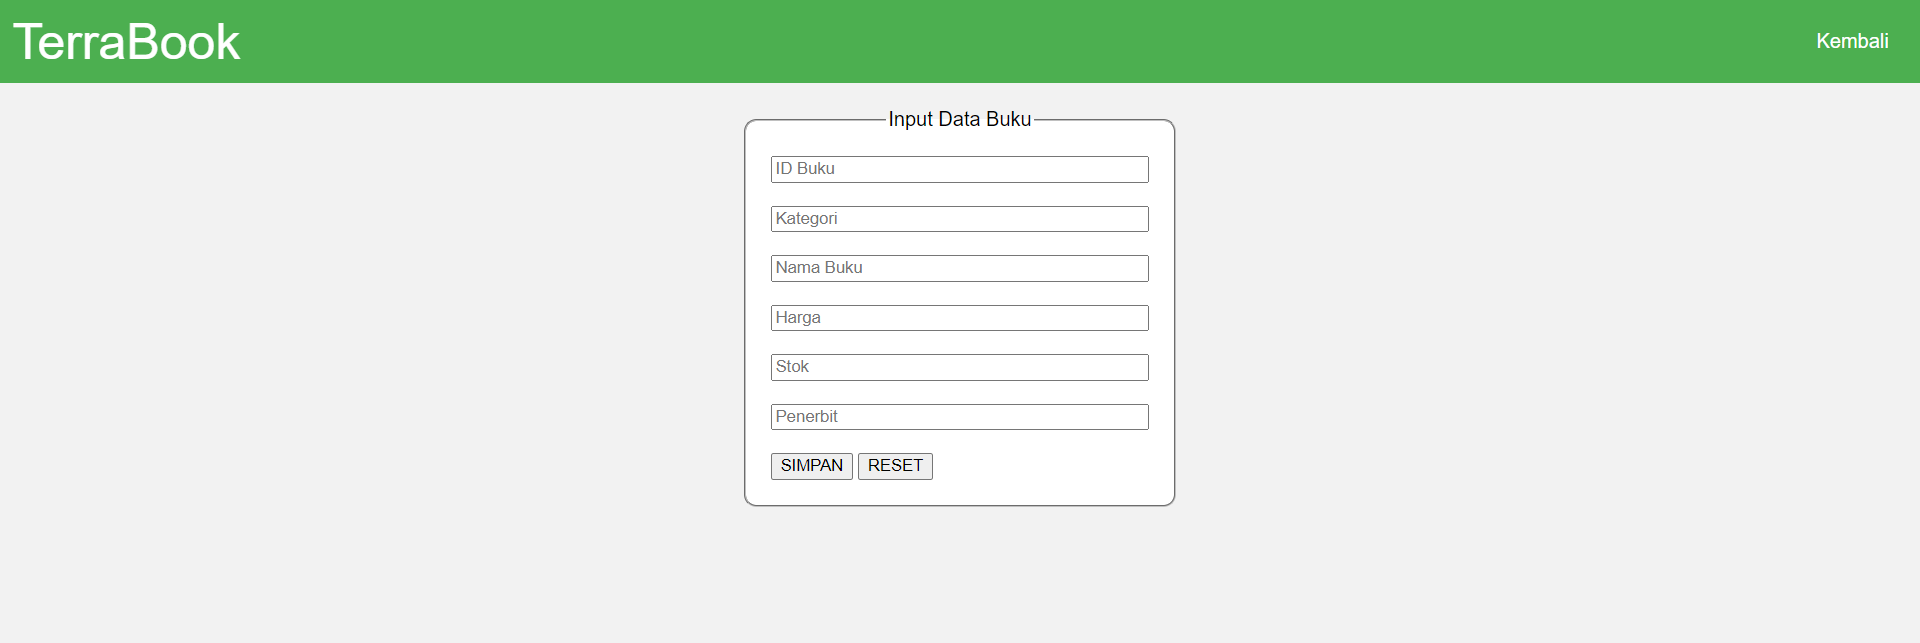 TerraBook
Kembali
Input Data Buku
ID Buku
Kategori
Nama Buku
Harga
Stok
Penerbit
SIMPAN RESET